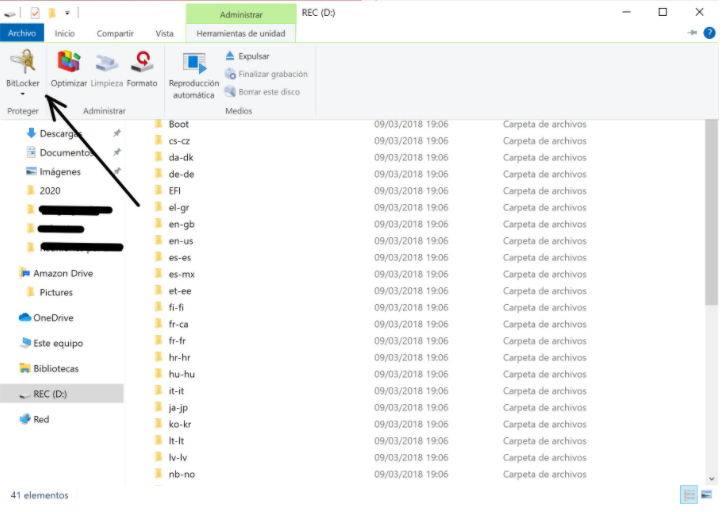 Administrar
REC (D:)
Archivo Inicio Compartir Vista Herramientas de unidad
BitLocker Optimizar Limpieza Formato Reproducción automática
Expulsar
Finalizar grabación
Borrar este disco
Proteger Administrar Medios
Descargas
Documentos
Imágenes
2020
Amazon Drive
Pictures
OneDrive
Este equipo
Bibliotecas
REC (D:)
Red
Boot 09/03/2018 19:06 Carpeta de archivos
cs-cz 09/03/2018 19:06 Carpeta de archivos
da-dk 09/03/2018 19:06 Carpeta de archivos
de-de 09/03/2018 19:06 Carpeta de archivos
EFI 09/03/2018 19:06 Carpeta de archivos
el-gr 09/03/2018 19:06 Carpeta de archivos
en-gb 09/03/2018 19:06 Carpeta de archivos
en-us 09/03/2018 19:06 Carpeta de archivos
es-es 09/03/2018 19:06 Carpeta de archivos
es-mx 09/03/2018 19:06 Carpeta de archivos
et-ee 09/03/2018 19:06 Carpeta de archivos
fi-fi 09/03/2018 19:06 Carpeta de archivos
fr-ca 09/03/2018 19:06 Carpeta de archivos
fr-fr 09/03/2018 19:06 Carpeta de archivos
hr-hr 09/03/2018 19:06 Carpeta de archivos
hu-hu 09/03/2018 19:06 Carpeta de archivos
it-it 09/03/2018 19:06 Carpeta de archivos
ja-jp 09/03/2018 19:06 Carpeta de archivos
ko-kr 09/03/2018 19:06 Carpeta de archivos
lt-lt 09/03/2018 19:06 Carpeta de archivos
lv-lv 09/03/2018 19:06 Carpeta de archivos
nb-no 09/03/2018 19:06 Carpeta de archivos
41 elementos